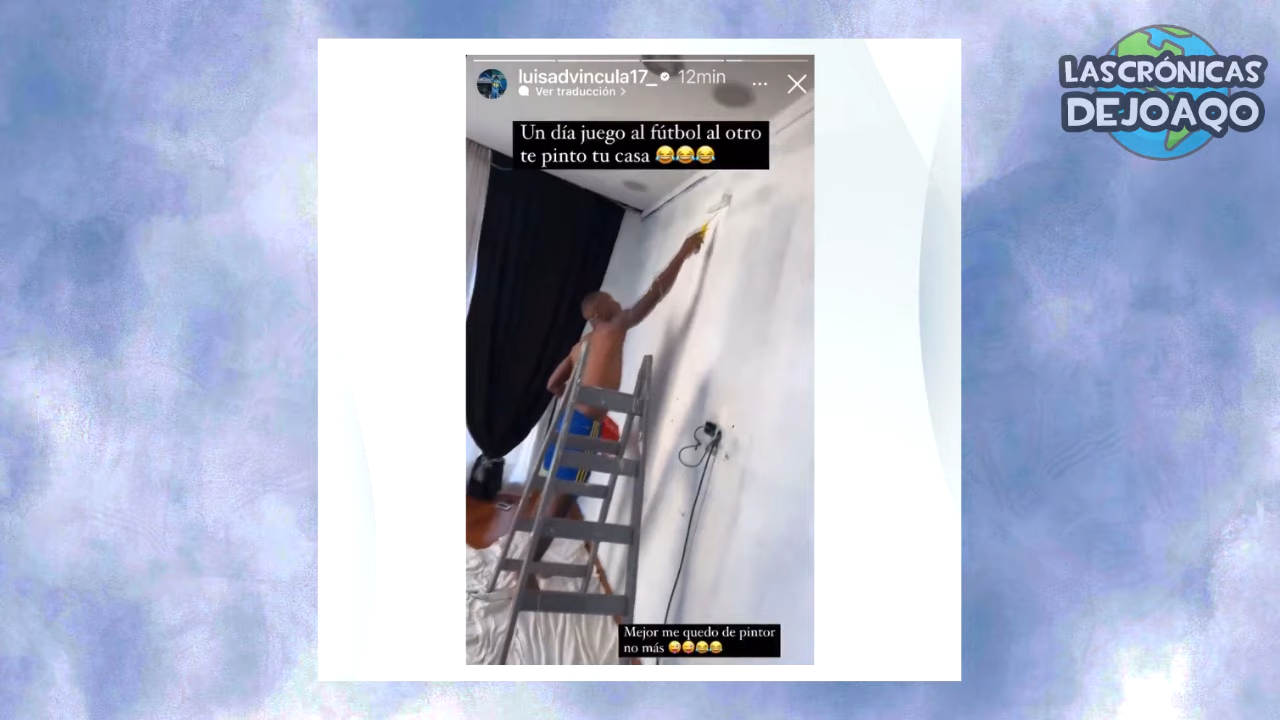 luisadvincula17_ 12min
Ver traducción >
Un día juego al fútbol al otro
te pinto tu casa 😂😂😂
Mejor me quedo de pintor
no más 😜😜😂😂
LASCRÓNICAS
DEJOAQO